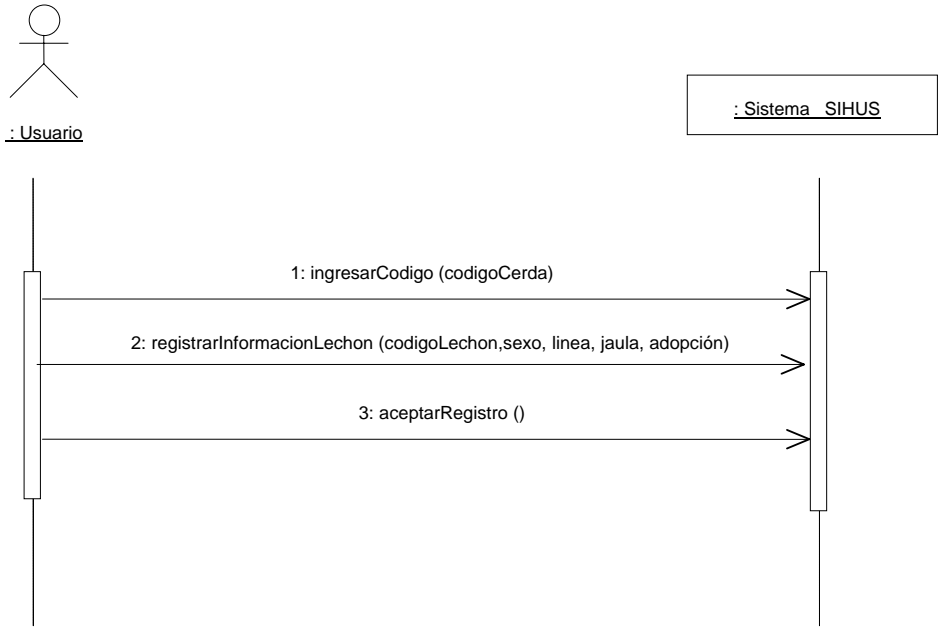 : Usuario
: Sistema SIHUS
1: ingresarCodigo (codigoCerda)
2: registrarInformacionLechon (codigoLechon,sexo, linea, jaula, adopción)
3: aceptarRegistro ()